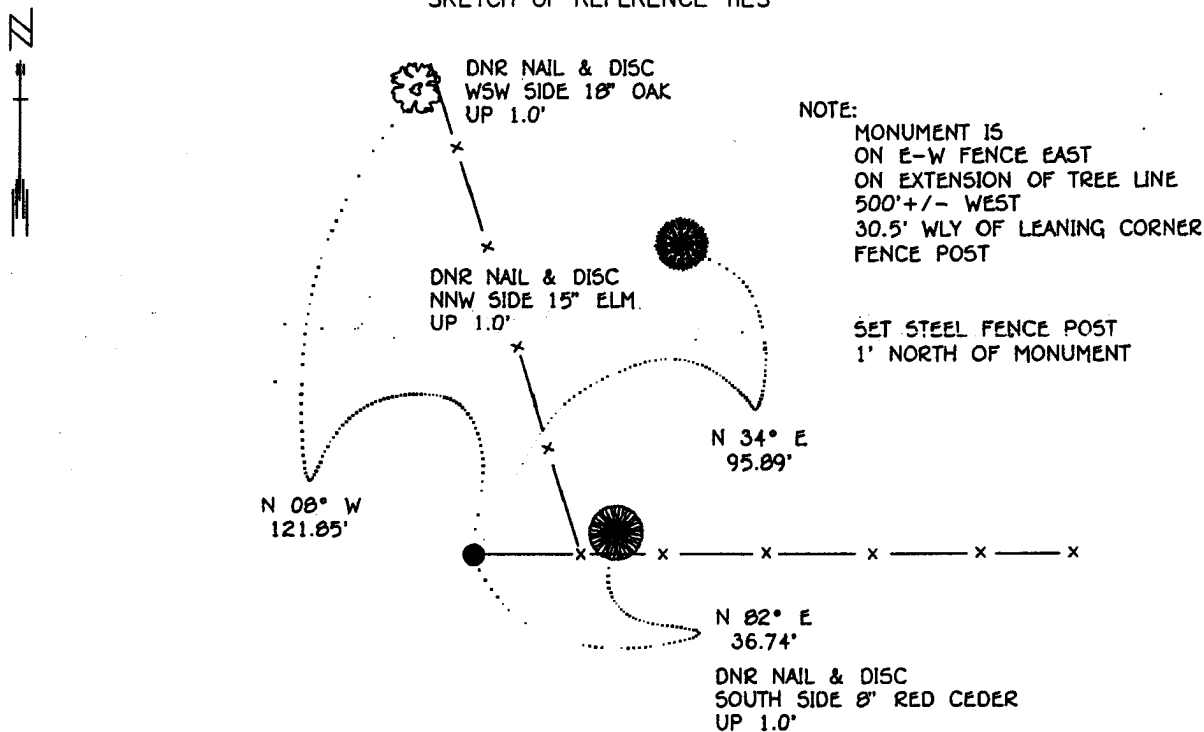 SKETCH OF REFERENCE TIES
N
DNR NAIL & DISC
WSW SIDE 18" OAK
UP 1.0'
NOTE:
MONUMENT IS
ON E-W FENCE EAST
ON EXTENSION OF TREE LINE
500'+/- WEST
30.5' WLY OF LEANING CORNER
FENCE POST
DNR NAIL & DISC
NNW SIDE 15" ELM
UP 1.0'
SET STEEL FENCE POST
1' NORTH OF MONUMENT
N 34° E
95.89'
N 08° W
121.85'
N 82° E
36.74'
DNR NAIL & DISC
SOUTH SIDE 8" RED CEDER
UP 1.0'